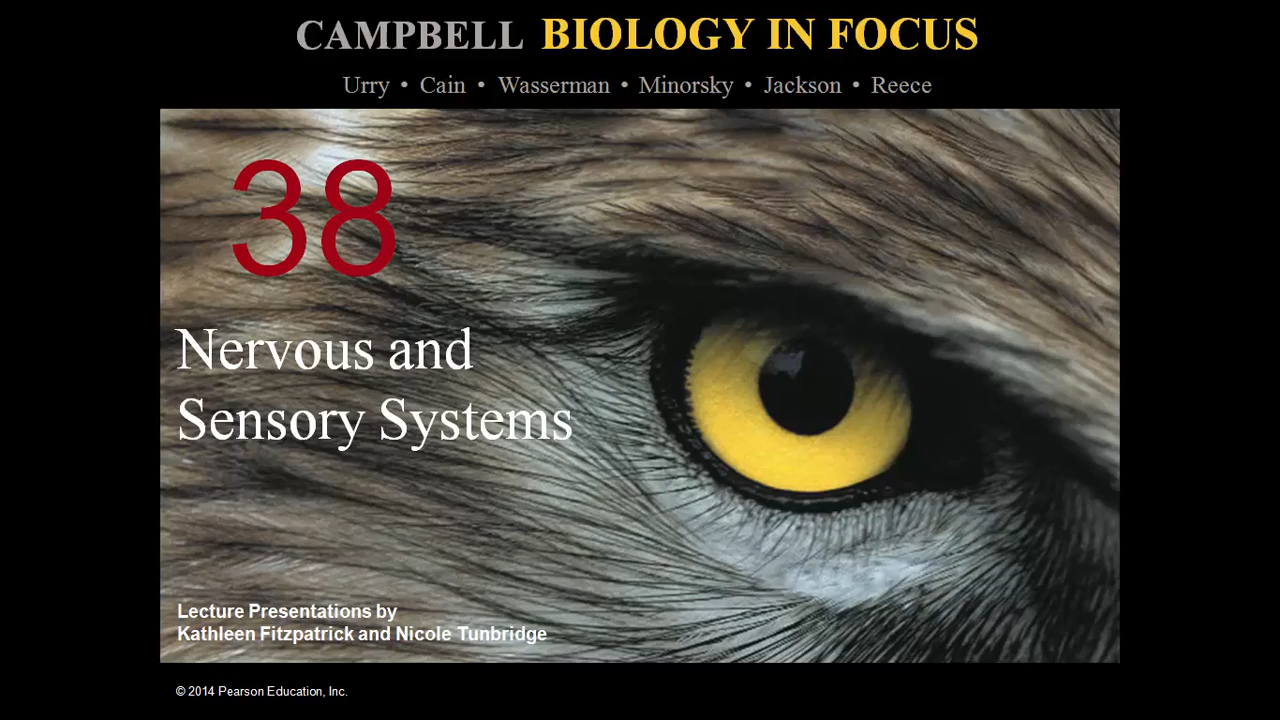 CAMPBELL BIOLOGY IN FOCUS
Urry • Cain • Wasserman • Minorsky • Jackson • Reece
38
Nervous and
Sensory Systems
Lecture Presentations by
Kathleen Fitzpatrick and Nicole Tunbridge
© 2014 Pearson Education, Inc.